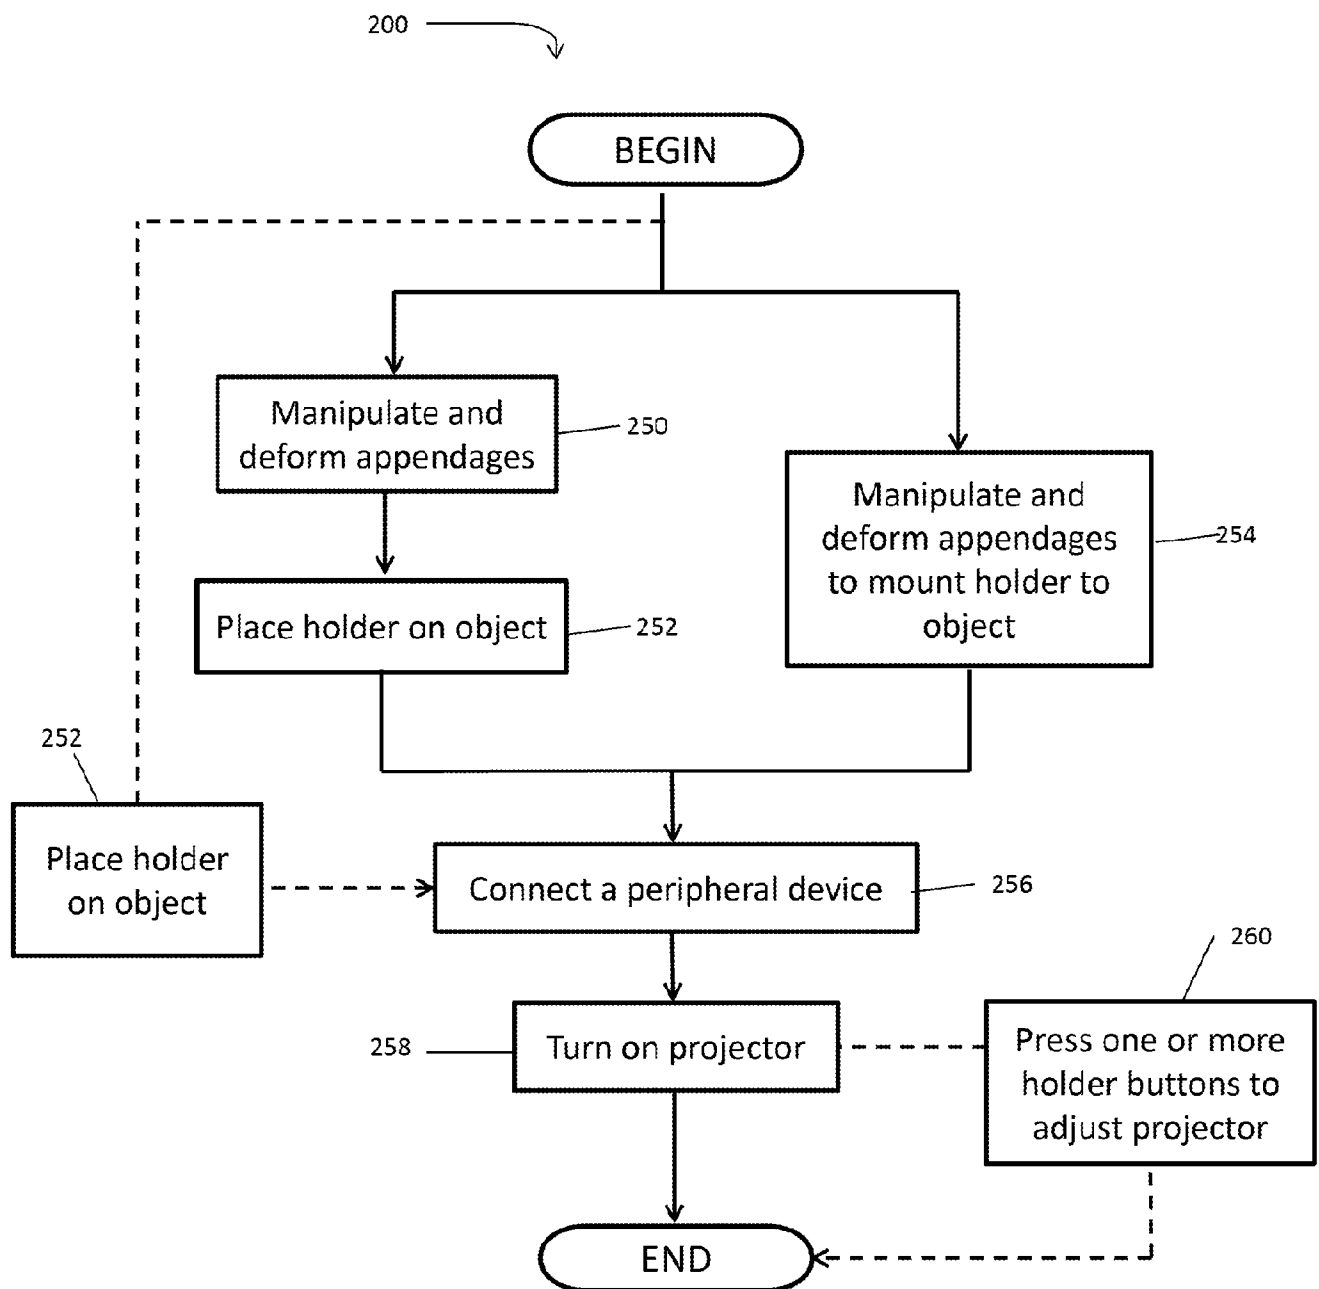 200
BEGIN
Manipulate and
deform appendages
250
Manipulate and
deform appendages
to mount holder to
object
254
Place holder on object
252
252
Place holder
on object
Connect a peripheral device
256
260
258
Turn on projector
Press one or more
holder buttons to
adjust projector
END